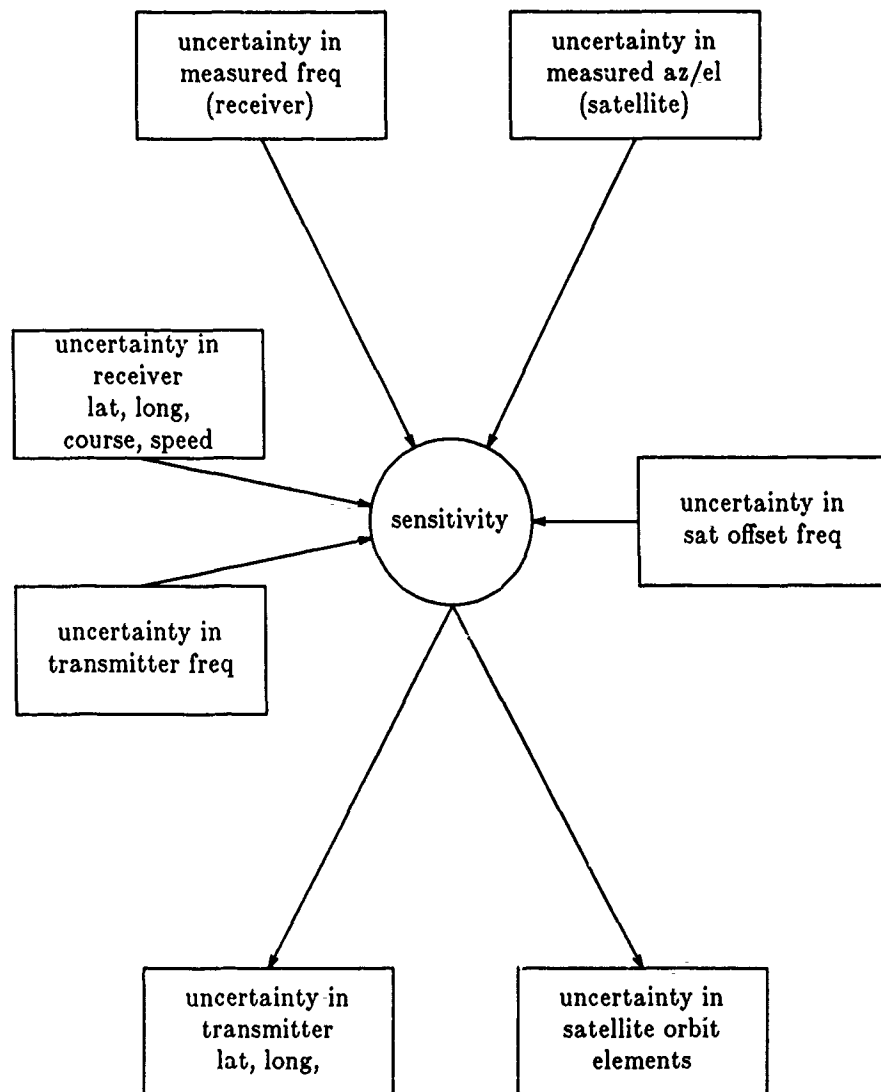 uncertainty in
measured freq
(receiver)
uncertainty in
measured az/el
(satellite)
uncertainty in
receiver
lat, long,
course, speed
sensitivity
uncertainty in
sat offset freq
uncertainty in
transmitter freq
uncertainty in
transmitter
lat, long,
uncertainty in
satellite orbit
elements